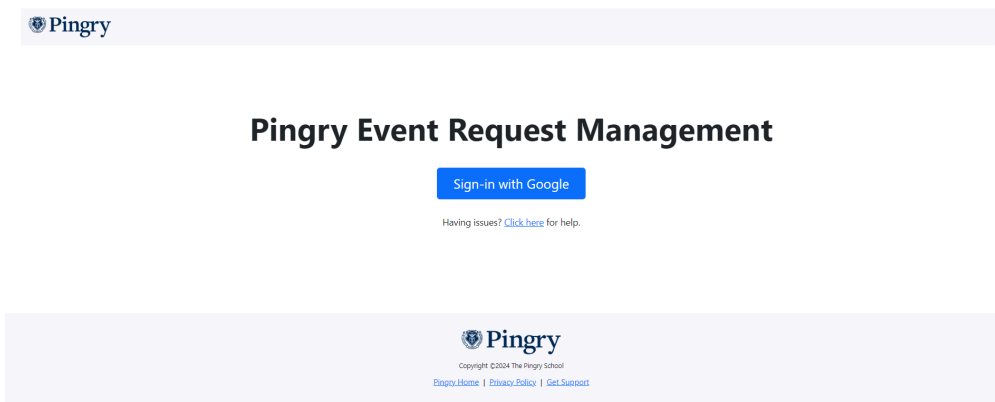 Pingry
Pingry Event Request Management
Sign-in with Google
Having issues? Click here for help.
Pingry
Copyright ©2024 The Pingry School
Pingry Home | Privacy Policy | Get Support